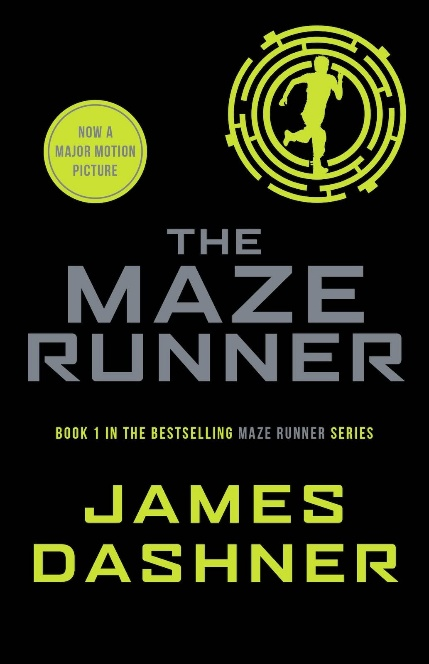 NOW A
MAJOR MOTION
PICTURE
THE
MAZE
RUNNER
BOOK 1 IN THE BESTSELLING MAZE RUNNER SERIES
JAMES
DASHNER